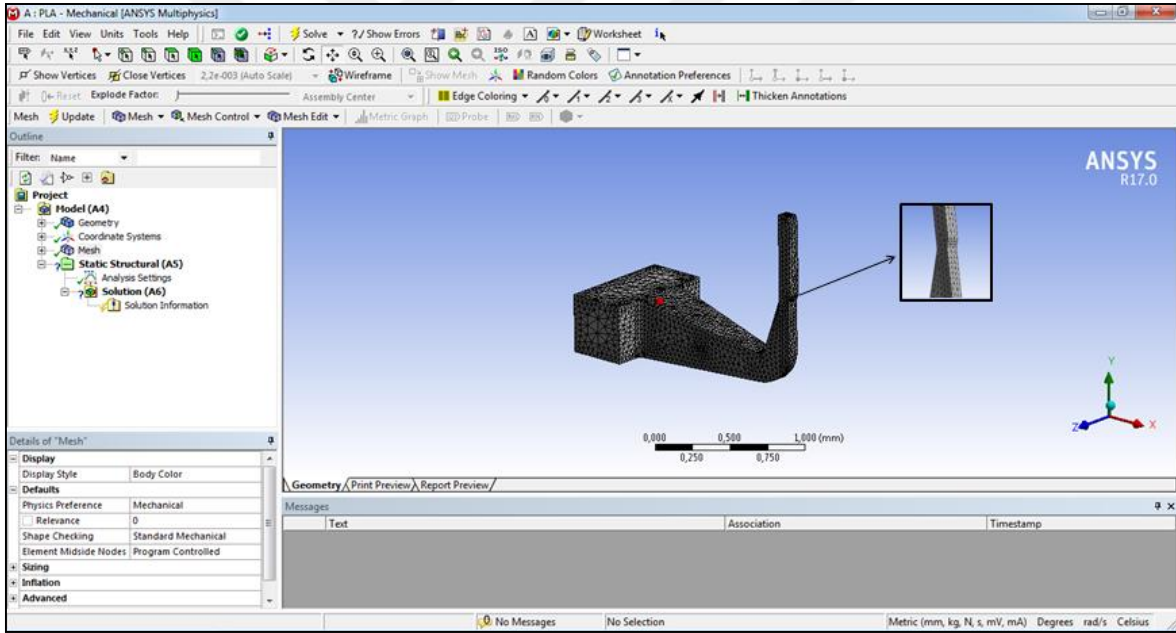 A : PLA - Mechanical [ANSYS Multiphysics]
File Edit View Units Tools Help Solve ?/ Show Errors Worksheet
Show Vertices Close Vertices 2,2e-003 (Auto Scale) Wireframe Show Mesh Random Colors Annotation Preferences
Reset Explode Factor: Assembly Center Edge Coloring Thicken Annotations
Mesh Update Mesh Mesh Control Mesh Edit Metric Graph Probe
Outline
Filter: Name
Project
Model (A4)
Geometry
Coordinate Systems
Mesh
Static Structural (A5)
Analysis Settings
Solution (A6)
Solution Information
ANSYS
R17.0
Y
Z X
0,000 0,500 1,000 (mm)
0,250 0,750
Details of "Mesh"
Display
Display Style Body Color
Defaults
Physics Preference Mechanical
Relevance 0
Shape Checking Standard Mechanical
Element Midside Nodes Program Controlled
Sizing
Inflation
Advanced
Geometry Print Preview Report Preview
Messages
Text Association Timestamp
0 No Messages No Selection Metric (mm, kg, N, s, mV, mA) Degrees rad/s Celsius